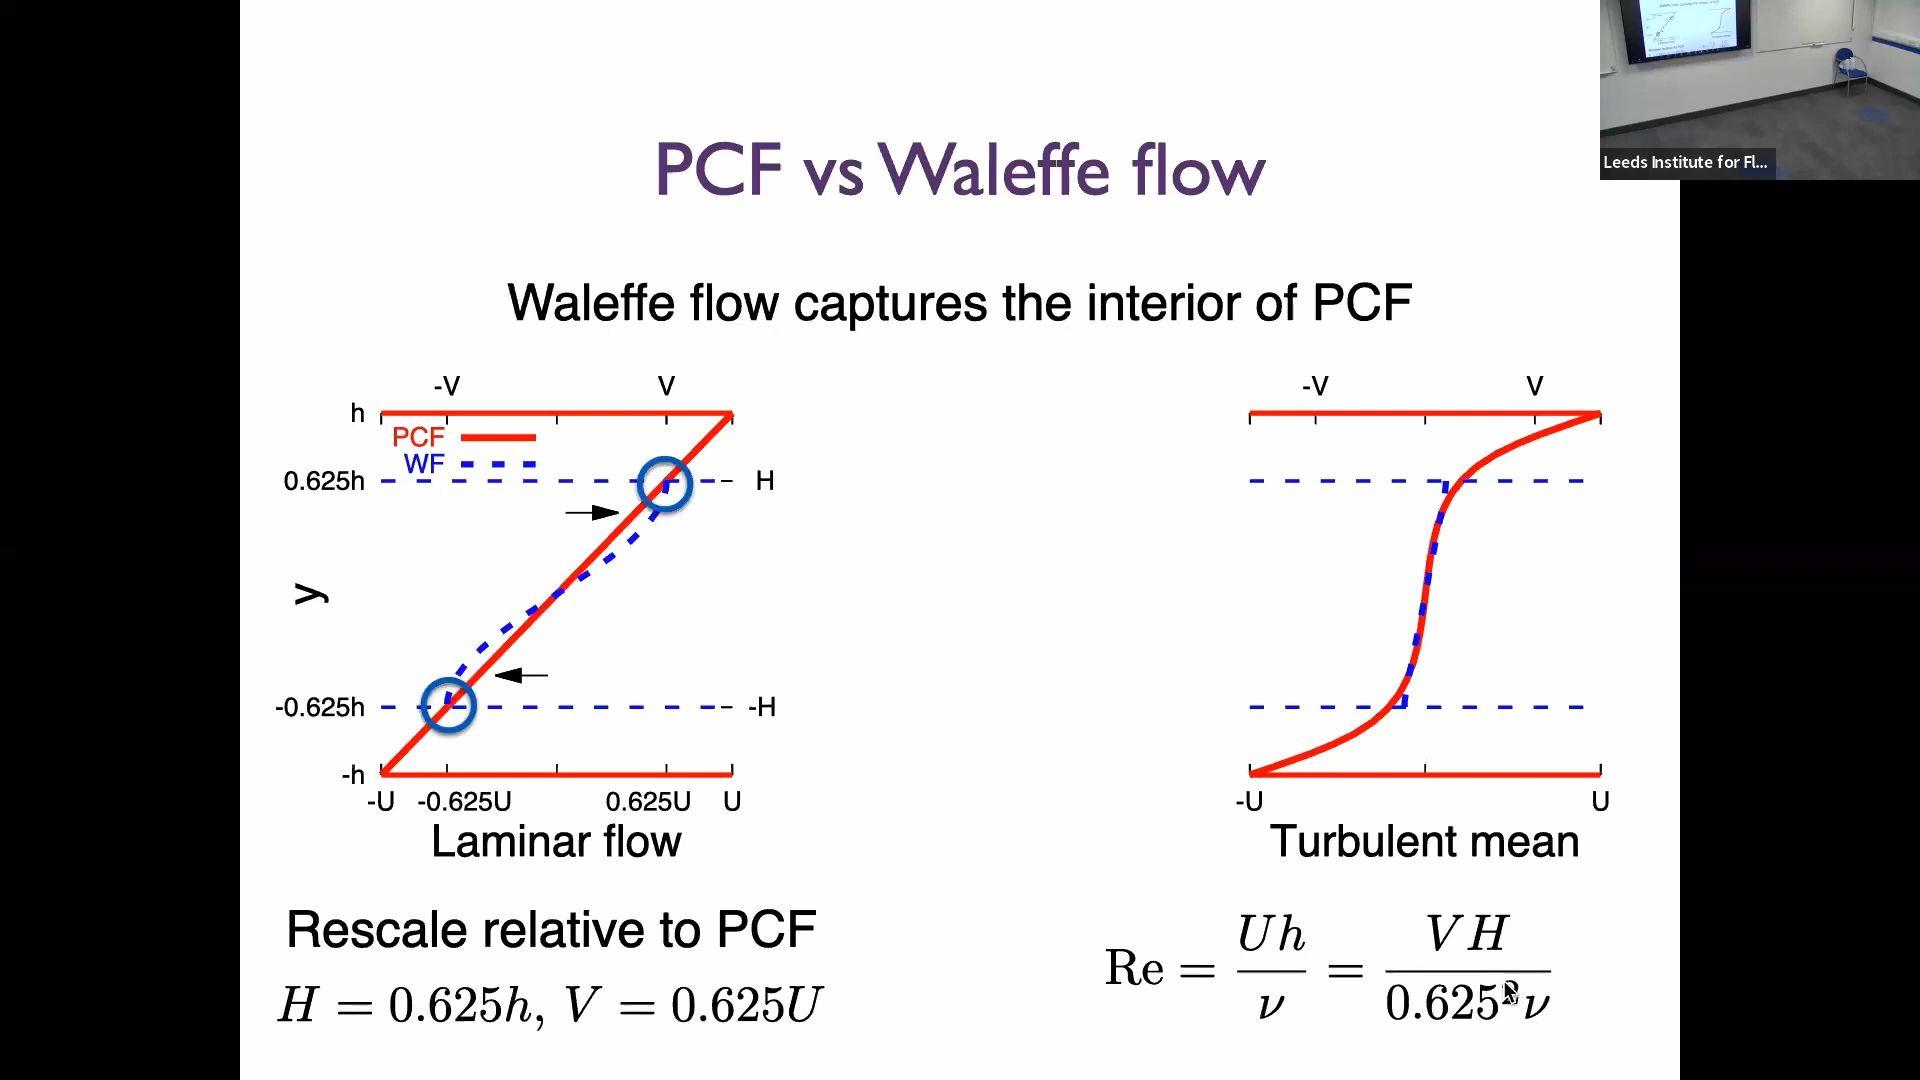 Leeds Institute for Fl...
PCF vs Waleffe flow
Waleffe flow captures the interior of PCF
-V V
h
PCF
WF
0.625h H
y
-0.625h -H
-h
-U -0.625U 0.625U U
Laminar flow
-V V
-U U
Turbulent mean
Rescale relative to PCF
H = 0.625h, V = 0.625U
Re = Uh/ν = VH/0.625²ν